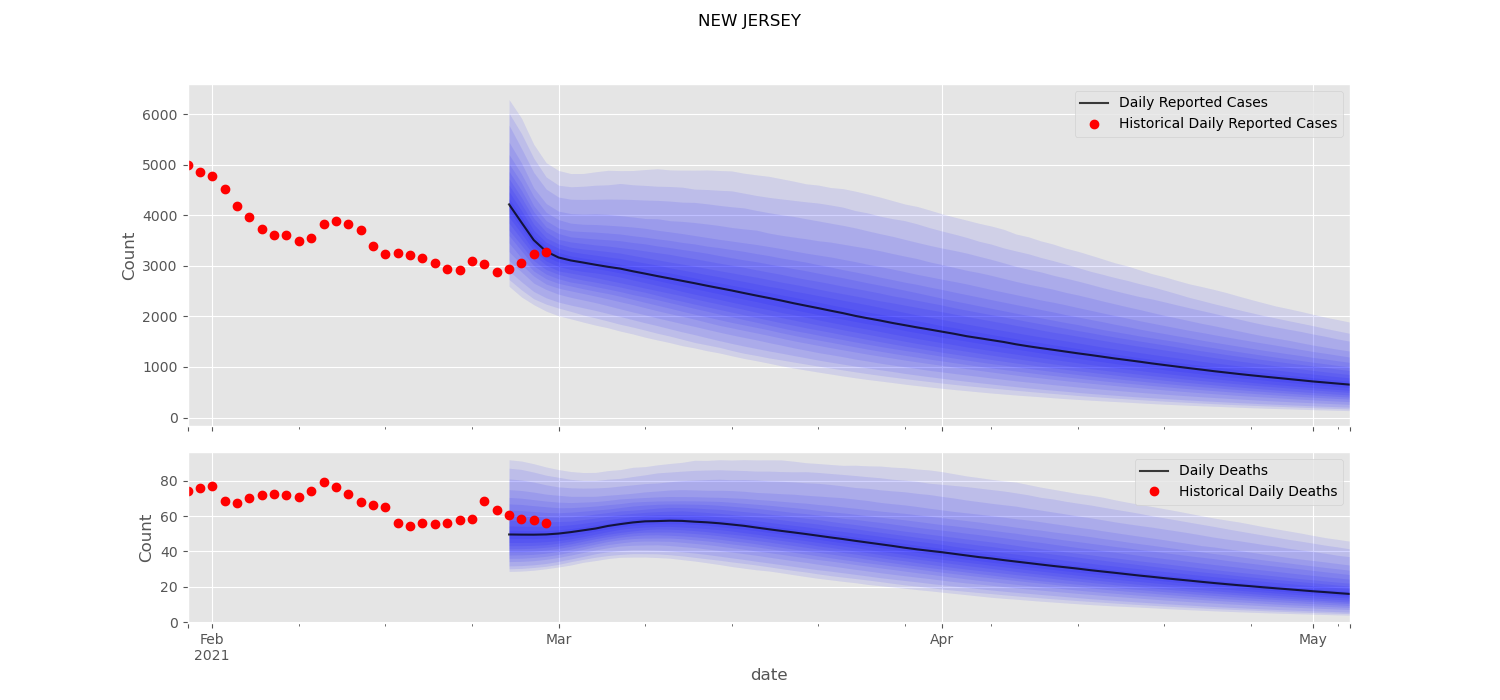 NEW JERSEY
6000
5000
4000
3000
2000
1000
0
Count
Daily Reported Cases
Historical Daily Reported Cases
80
60
40
20
0
Count
Daily Deaths
Historical Daily Deaths
Feb
2021
Mar
Apr
May
date